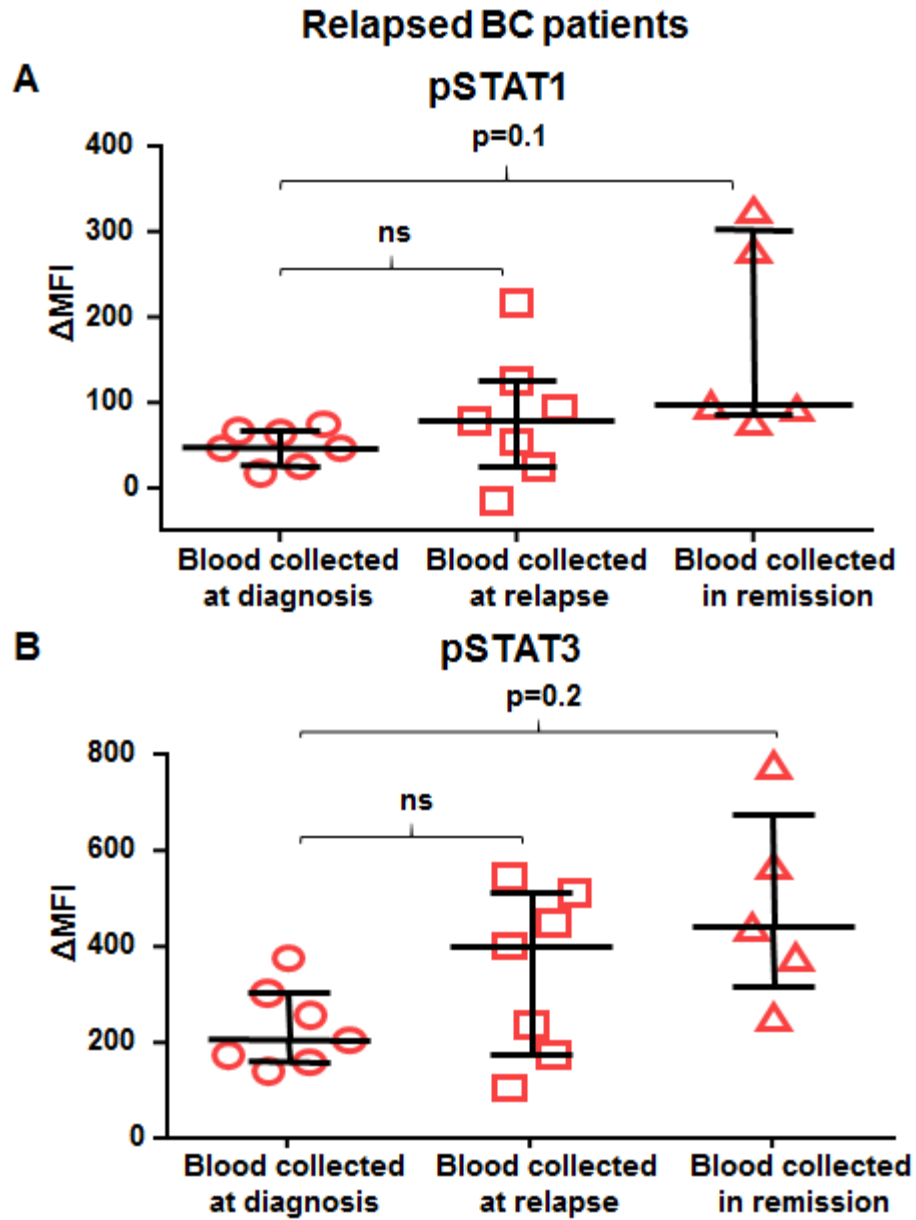 Relapsed BC patients
A
pSTAT1
p=0.1
400
300
ns
ΔMFI
200
100
0
Blood collected
at diagnosis
Blood collected
at relapse
Blood collected
in remission
B
pSTAT3
p=0.2
800
ns
600
ΔMFI
400
200
0
Blood collected
at diagnosis
Blood collected
at relapse
Blood collected
in remission